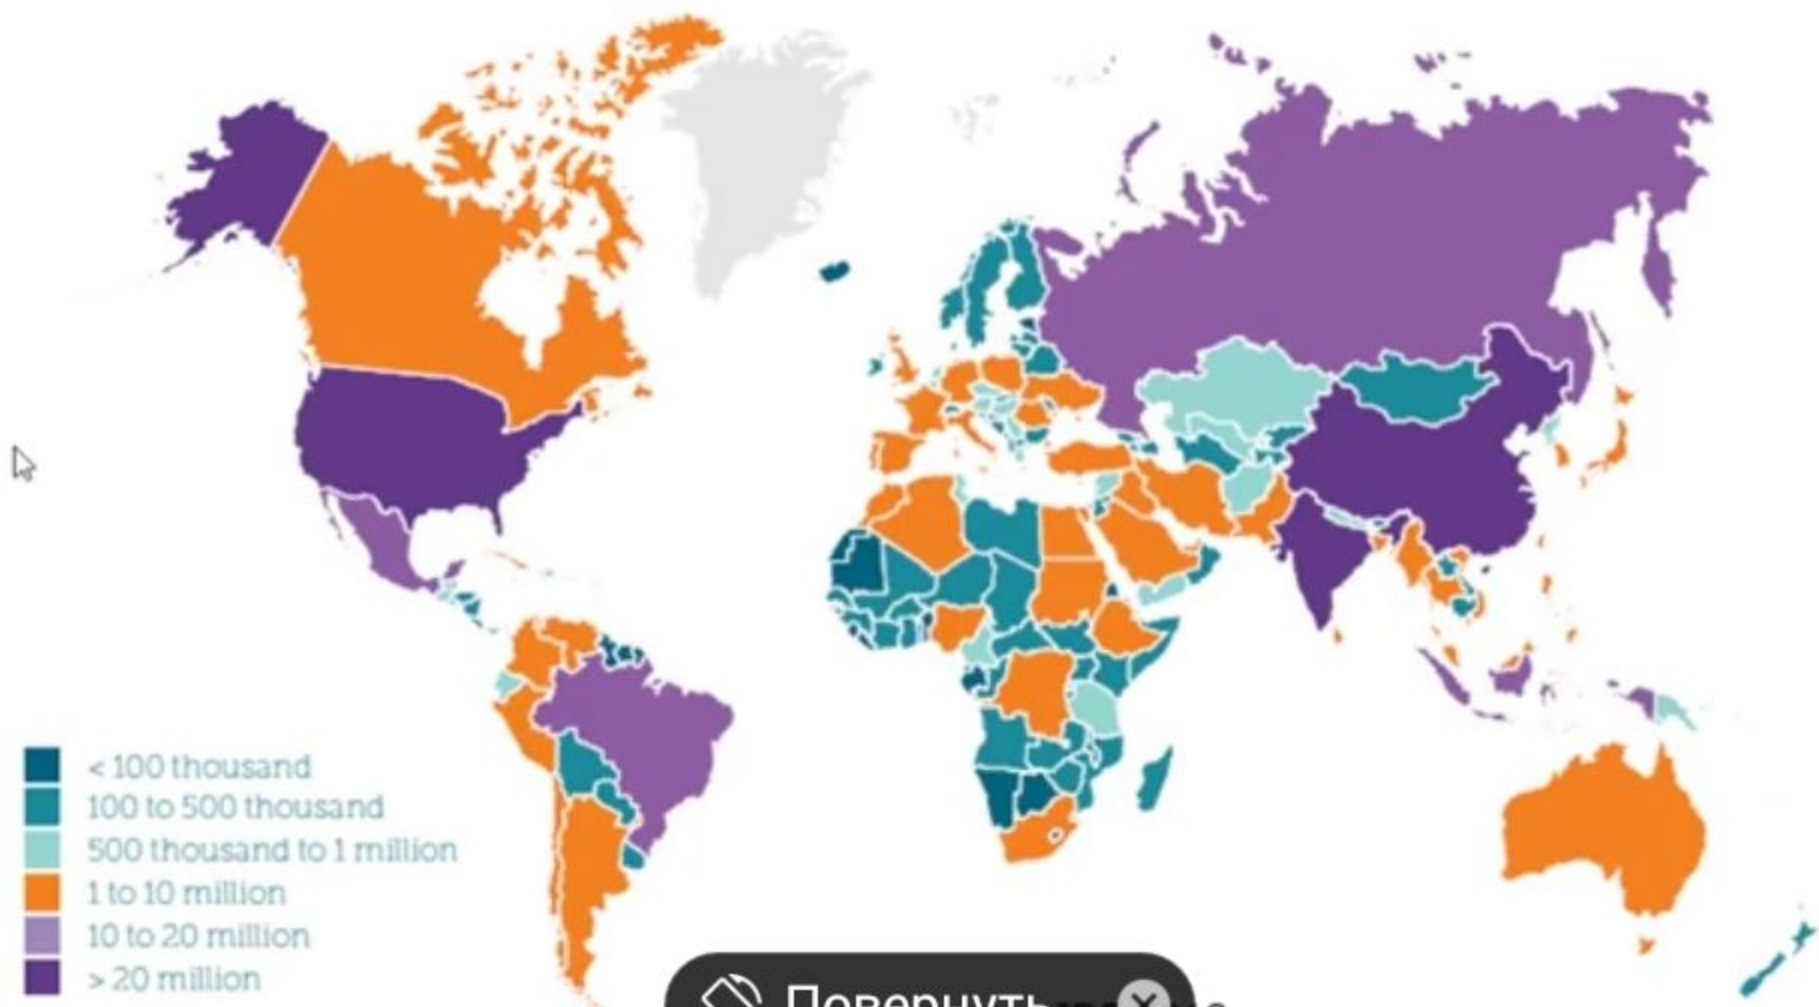 < 100 thousand
100 to 500 thousand
500 thousand to 1 million
1 to 10 million
10 to 20 million
> 20 million
Повернуть